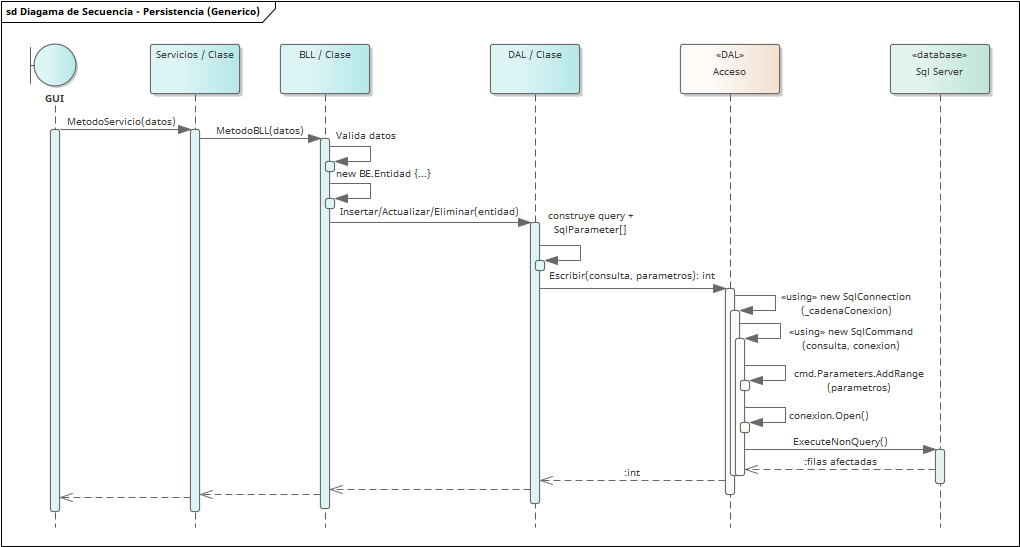 sd Diagama de Secuencia - Persistencia (Generico)
GUI
Servicios / Clase
BLL / Clase
DAL / Clase
«DAL»
Acceso
«database»
Sql Server
MetodoServicio(datos)
MetodoBLL(datos)
Valida datos
new BE.Entidad {...}
Insertar/Actualizar/Eliminar(entidad)
construye query +
SqlParameter[]
Escribir(consulta, parametros): int
«using» new SqlConnection
(_cadenaConexion)
«using» new SqlCommand
(consulta, conexion)
cmd.Parameters.AddRange
(parametros)
conexion.Open()
ExecuteNonQuery()
:filas afectadas
:int